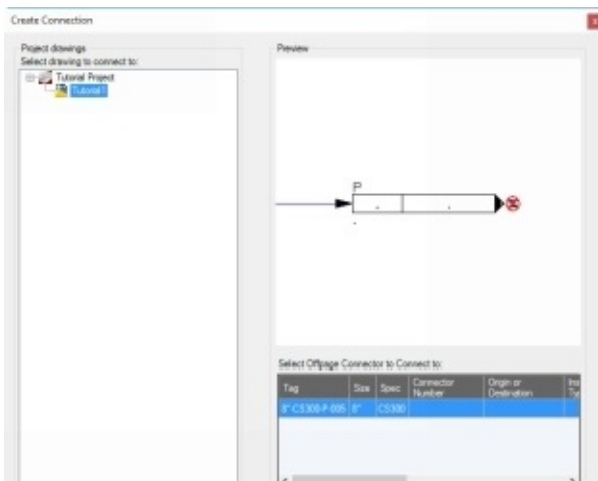 Create Connection
Project drawings
Select drawing to connect to:
Tutorial Project
Tutorial1
Preview
P
Select Offpage Connector to Connect to:
Tag Size Spec Connector Number Origin or Destination
8"-CS300-P-005 8" CS300